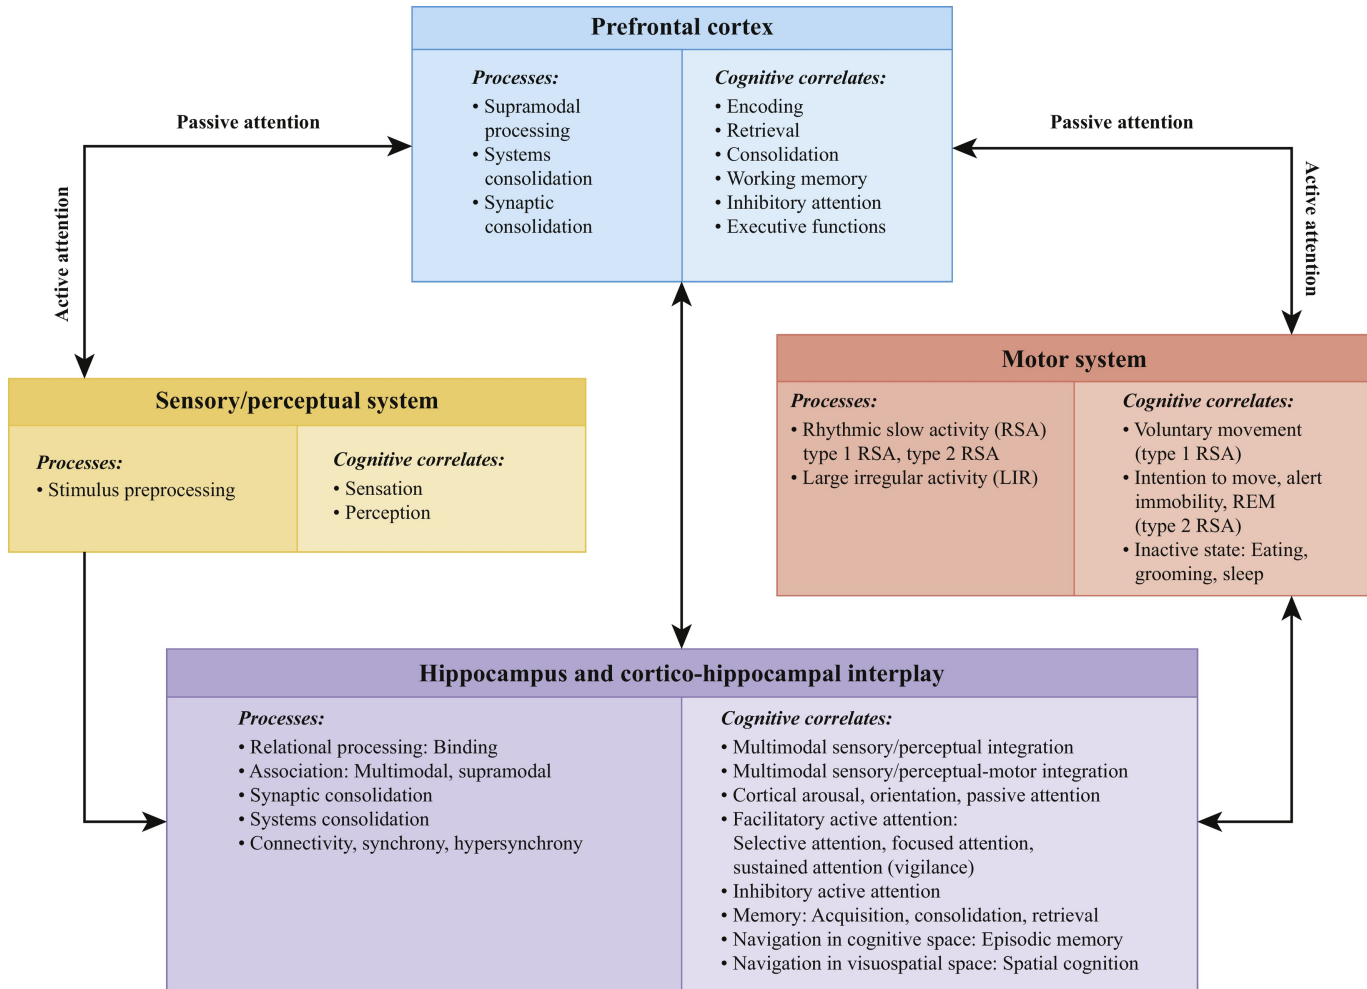 Prefrontal cortex
Processes:
• Supramodal
processing
• Systems
consolidation
• Synaptic
consolidation
Cognitive correlates:
• Encoding
• Retrieval
• Consolidation
• Working memory
• Inhibitory attention
• Executive functions
Passive attention
Active attention
Passive attention
Active attention
Sensory/perceptual system
Processes:
• Stimulus preprocessing
Cognitive correlates:
• Sensation
• Perception
Motor system
Processes:
• Rhythmic slow activity (RSA)
type 1 RSA, type 2 RSA
• Large irregular activity (LIR)
Cognitive correlates:
• Voluntary movement
(type 1 RSA)
• Intention to move, alert
immobility, REM
(type 2 RSA)
• Inactive state: Eating,
grooming, sleep
Hippocampus and cortico-hippocampal interplay
Processes:
• Relational processing: Binding
• Association: Multimodal, supramodal
• Synaptic consolidation
• Systems consolidation
• Connectivity, synchrony, hypersynchrony
Cognitive correlates:
• Multimodal sensory/perceptual integration
• Multimodal sensory/perceptual-motor integration
• Cortical arousal, orientation, passive attention
• Facilitatory active attention:
Selective attention, focused attention,
sustained attention (vigilance)
• Inhibitory active attention
• Memory: Acquisition, consolidation, retrieval
• Navigation in cognitive space: Episodic memory
• Navigation in visuospatial space: Spatial cognition